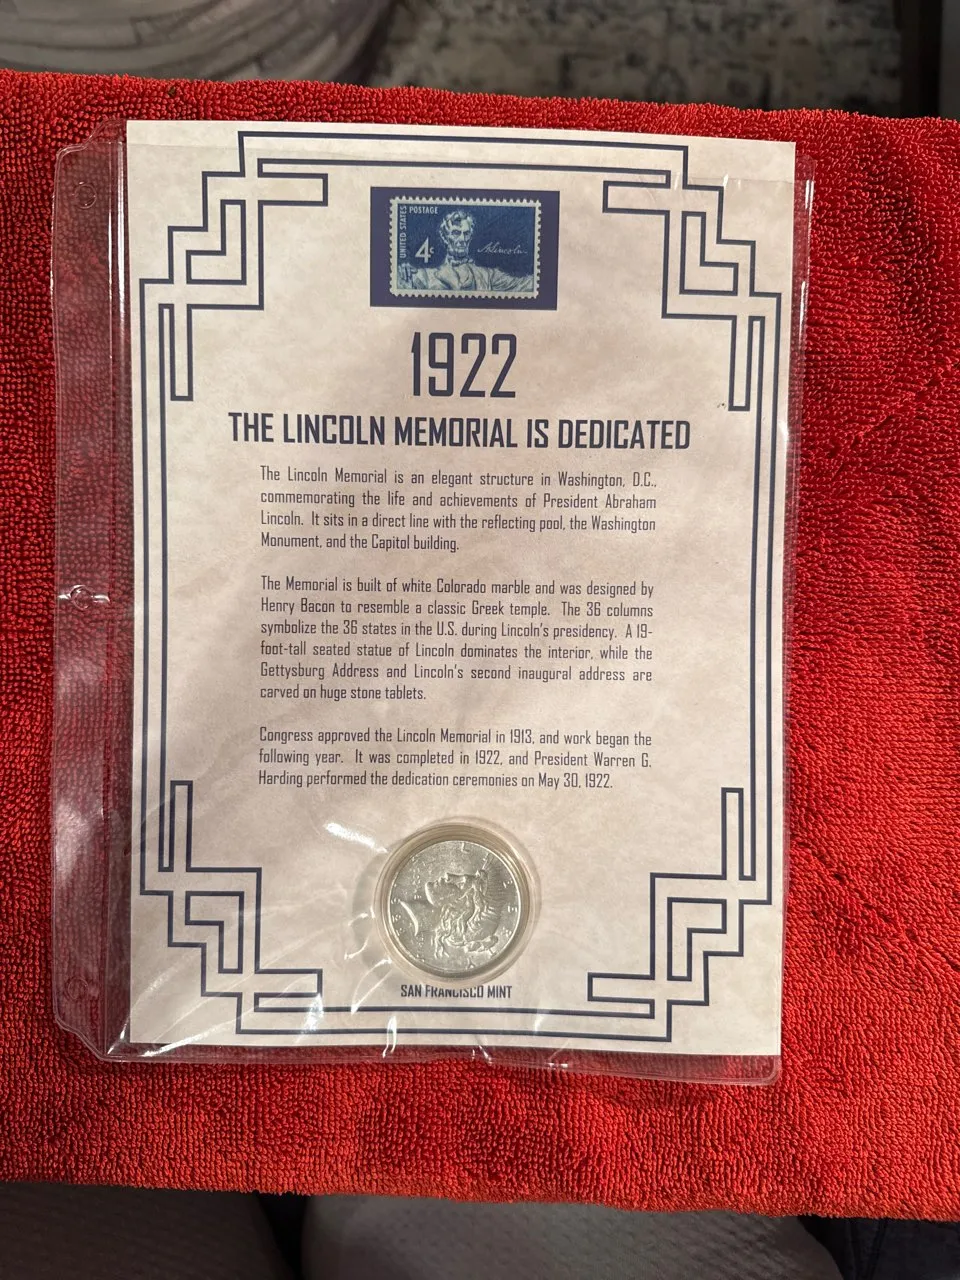 UNITED STATES
POSTAGE
4c
A. Lincoln
1922
THE LINCOLN MEMORIAL IS DEDICATED
The Lincoln Memorial is an elegant structure in Washington, D.C.,
commemorating the life and achievements of President Abraham
Lincoln. It sits in a direct line with the reflecting pool, the Washington
Monument, and the Capitol building.
The Memorial is built of white Colorado marble and was designed by
Henry Bacon to resemble a classic Greek temple. The 36 columns
symbolize the 36 states in the U.S. during Lincoln's presidency. A 19-
foot-tall seated statue of Lincoln dominates the interior, while the
Gettysburg Address and Lincoln's second inaugural address are
carved on huge stone tablets.
Congress approved the Lincoln Memorial in 1913, and work began the
following year. It was completed in 1922, and President Warren G.
Harding performed the dedication ceremonies on May 30, 1922.
SAN FRANCISCO MINT